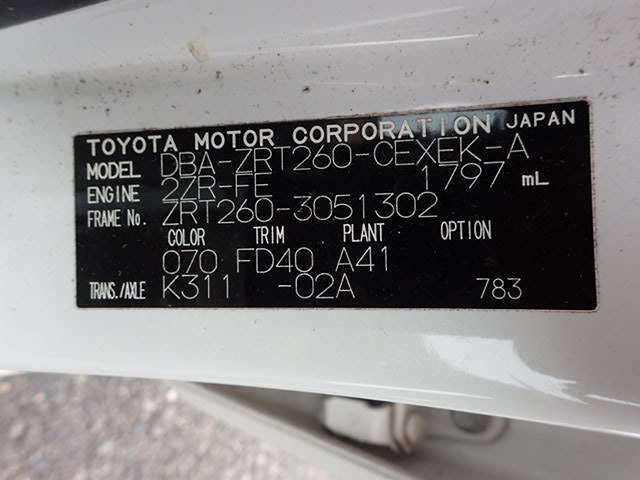 TOYOTA MOTOR CORPORATION JAPAN
MODEL DBA-ZRT260-CEXEK-A
ENGINE 2ZR-FE 1797 mL
FRAME No. ZRT260-3051302
COLOR TRIM PLANT OPTION
070 FD40 A41
TRANS./AXLE K311 -02A 783